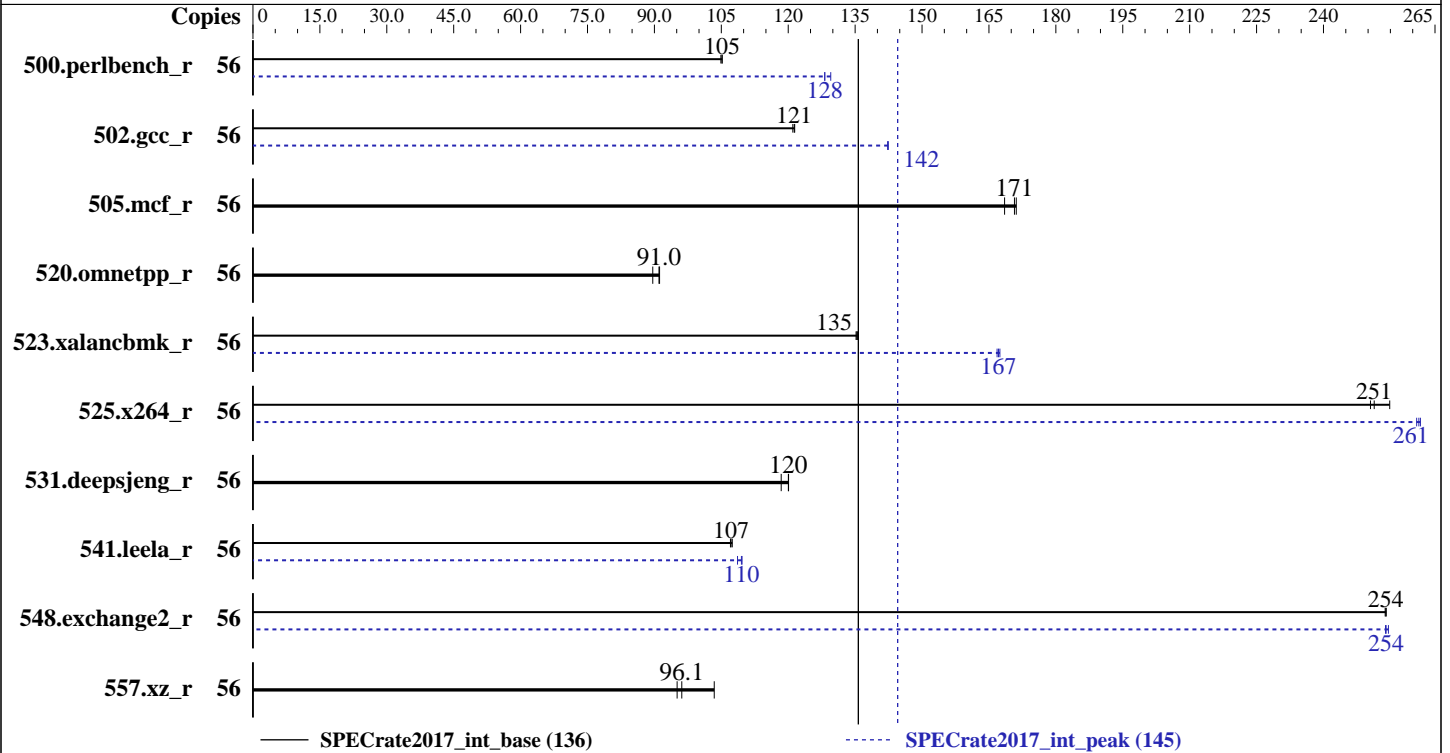 Copies 0 15.0 30.0 45.0 60.0 75.0 90.0 105 120 135 150 165 180 195 210 225 240 265
105
500.perlbench_r 56
128
121
502.gcc_r 56
142
171
505.mcf_r 56
91.0
520.omnetpp_r 56
135
523.xalancbmk_r 56
167
251
525.x264_r 56
261
120
531.deepsjeng_r 56
107
541.leela_r 56
110
254
548.exchange2_r 56
254
96.1
557.xz_r 56
SPECrate2017_int_base (136) SPECrate2017_int_peak (145)